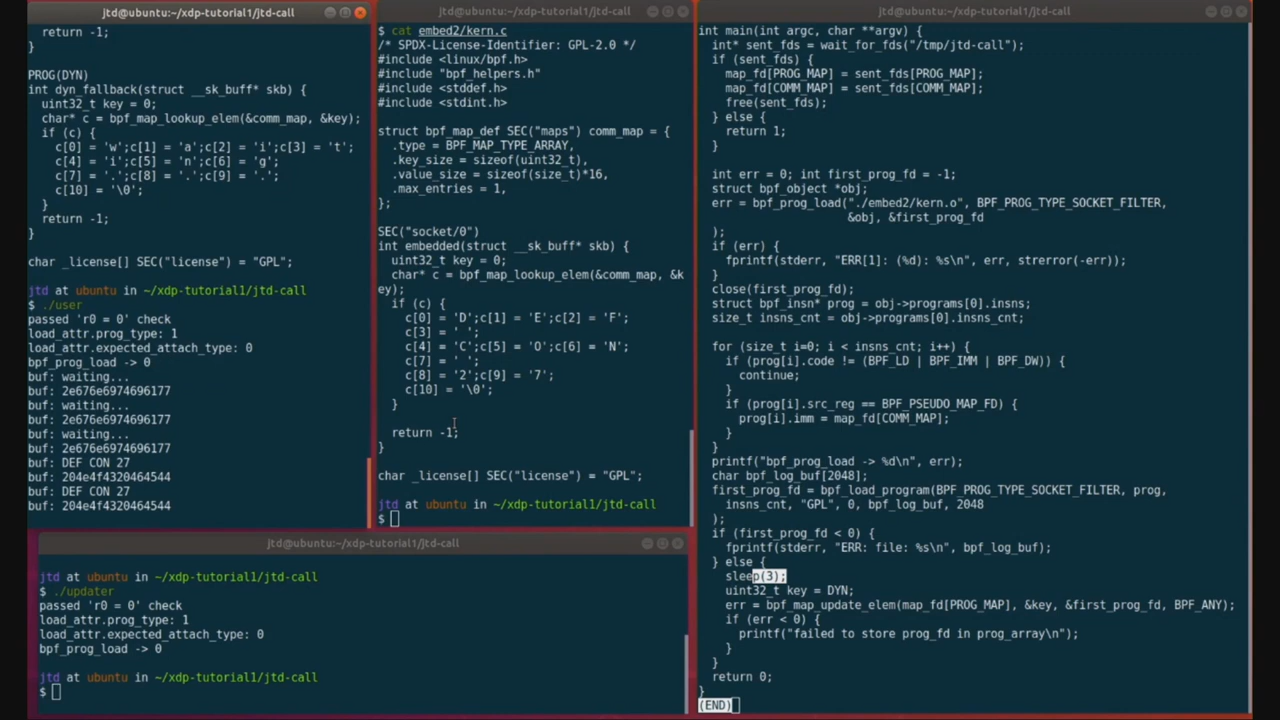 jtd@ubuntu:~/xdp-tutorial1/jtd-call
return -1;
}
PROG(DYN)
int dyn_fallback(struct __sk_buff* skb) {
uint32_t key = 0;
char* c = bpf_map_lookup_elem(&comm_map, &key);
if (c) {
c[0] = 'w';c[1] = 'a';c[2] = 'i';c[3] = 't';
c[4] = 'i';c[5] = 'n';c[6] = 'g';
c[7] = '.';c[8] = '.';c[9] = '.';
c[10] = '\0';
}
return -1;
}
char _license[] SEC("license") = "GPL";
jtd at ubuntu in ~/xdp-tutorial1/jtd-call
$ ./user
passed 'r0 = 0' check
load_attr.prog_type: 1
load_attr.expected_attach_type: 0
bpf_prog_load -> 0
buf: waiting...
buf: 2e676e6974696177
buf: waiting...
buf: 2e676e6974696177
buf: waiting...
buf: 2e676e6974696177
buf: DEF CON 27
buf: 204e4f4320464544
buf: DEF CON 27
buf: 204e4f4320464544
jtd@ubuntu:~/xdp-tutorial1/jtd-call
$ cat embed2/kern.c
/* SPDX-License-Identifier: GPL-2.0 */
#include <linux/bpf.h>
#include "bpf_helpers.h"
#include <stddef.h>
#include <stdint.h>
struct bpf_map_def SEC("maps") comm_map = {
.type = BPF_MAP_TYPE_ARRAY,
.key_size = sizeof(uint32_t),
.value_size = sizeof(size_t)*16,
.max_entries = 1,
};
SEC("socket/0")
int embedded(struct __sk_buff* skb) {
uint32_t key = 0;
char* c = bpf_map_lookup_elem(&comm_map, &k
ey);
if (c) {
c[0] = 'D';c[1] = 'E';c[2] = 'F';
c[3] = ' ';
c[4] = 'C';c[5] = 'O';c[6] = 'N';
c[7] = ' ';
c[8] = '2';c[9] = '7';
c[10] = '\0';
}
return -1;
}
char _license[] SEC("license") = "GPL";
jtd at ubuntu in ~/xdp-tutorial1/jtd-call
$
jtd@ubuntu:~/xdp-tutorial1/jtd-call
int main(int argc, char **argv) {
int* sent_fds = wait_for_fds("/tmp/jtd-call");
if (sent_fds) {
map_fd[PROG_MAP] = sent_fds[PROG_MAP];
map_fd[COMM_MAP] = sent_fds[COMM_MAP];
free(sent_fds);
} else {
return 1;
}
int err = 0; int first_prog_fd = -1;
struct bpf_object *obj;
err = bpf_prog_load("./embed2/kern.o", BPF_PROG_TYPE_SOCKET_FILTER,
&obj, &first_prog_fd
);
if (err) {
fprintf(stderr, "ERR[1]: (%d): %s\n", err, strerror(-err));
}
close(first_prog_fd);
struct bpf_insn* prog = obj->programs[0].insns;
size_t insns_cnt = obj->programs[0].insns_cnt;
for (size_t i=0; i < insns_cnt; i++) {
if (prog[i].code != (BPF_LD | BPF_IMM | BPF_DW)) {
continue;
}
if (prog[i].src_reg == BPF_PSEUDO_MAP_FD) {
prog[i].imm = map_fd[COMM_MAP];
}
}
printf("bpf_prog_load -> %d\n", err);
char bpf_log_buf[2048];
first_prog_fd = bpf_load_program(BPF_PROG_TYPE_SOCKET_FILTER, prog,
insns_cnt, "GPL", 0, bpf_log_buf, 2048
);
if (first_prog_fd < 0) {
fprintf(stderr, "ERR: file: %s\n", bpf_log_buf);
} else {
sleep(3);
uint32_t key = DYN;
err = bpf_map_update_elem(map_fd[PROG_MAP], &key, &first_prog_fd, BPF_ANY);
if (err < 0) {
printf("failed to store prog_fd in prog_array\n");
}
}
return 0;
}
(END)
jtd@ubuntu:~/xdp-tutorial1/jtd-call
jtd at ubuntu in ~/xdp-tutorial1/jtd-call
$ ./updater
passed 'r0 = 0' check
load_attr.prog_type: 1
load_attr.expected_attach_type: 0
bpf_prog_load -> 0
jtd at ubuntu in ~/xdp-tutorial1/jtd-call
$